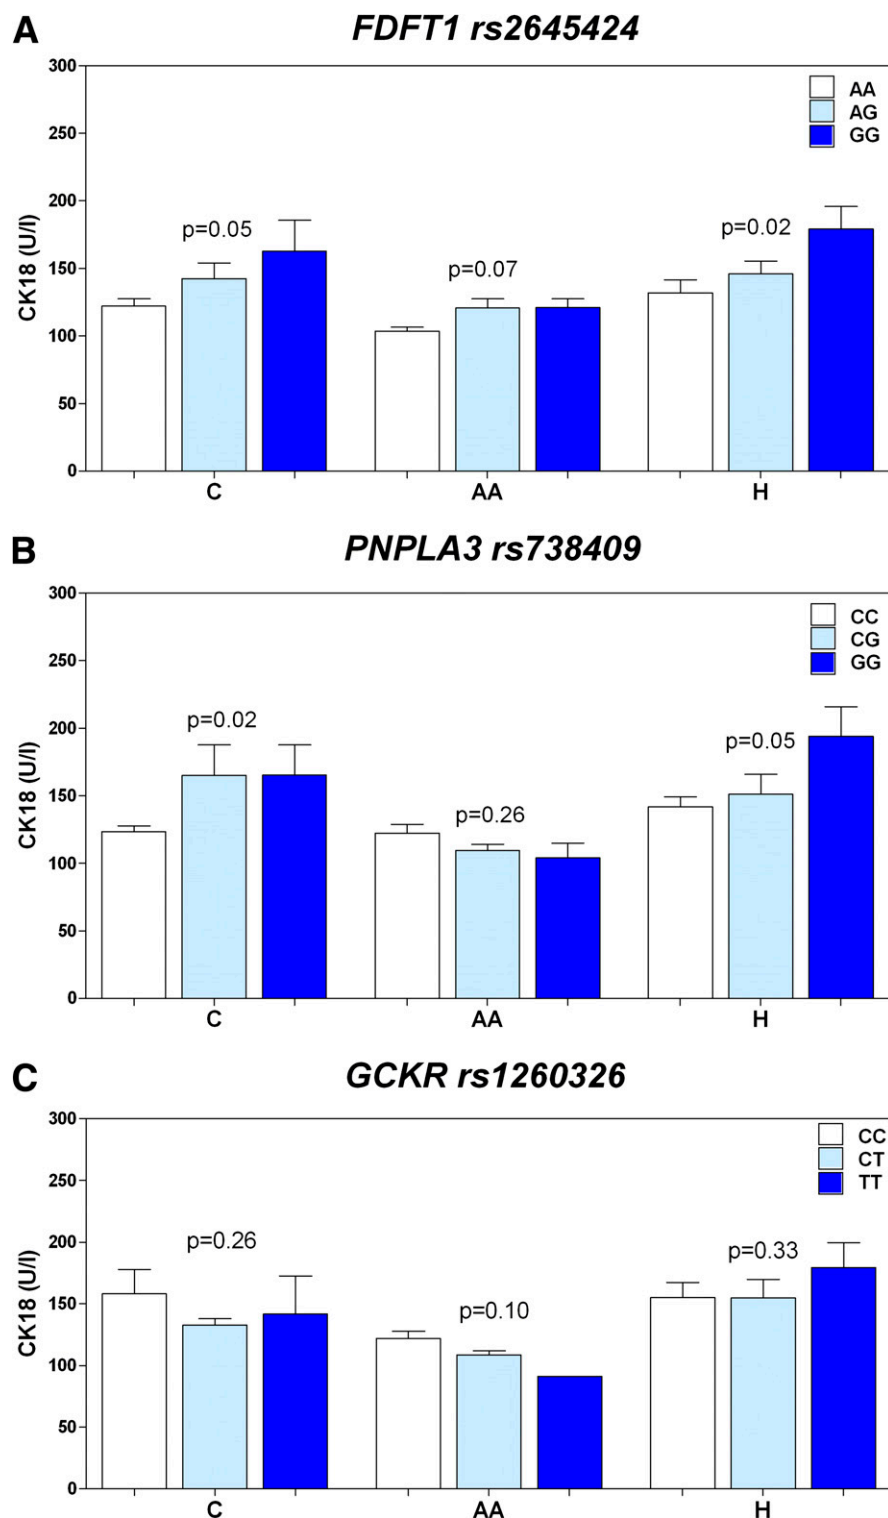 A
FDFT1 rs2645424
300
250
200
150
100
50
0
CK18 (U/l)
AA
AG
GG
p=0.05
p=0.07
p=0.02
C
AA
H
B
PNPLA3 rs738409
300
250
200
150
100
50
0
CK18 (U/l)
CC
CG
GG
p=0.02
p=0.26
p=0.05
C
AA
H
C
GCKR rs1260326
300
250
200
150
100
50
0
CK18 (U/l)
CC
CT
TT
p=0.26
p=0.10
p=0.33
C
AA
H